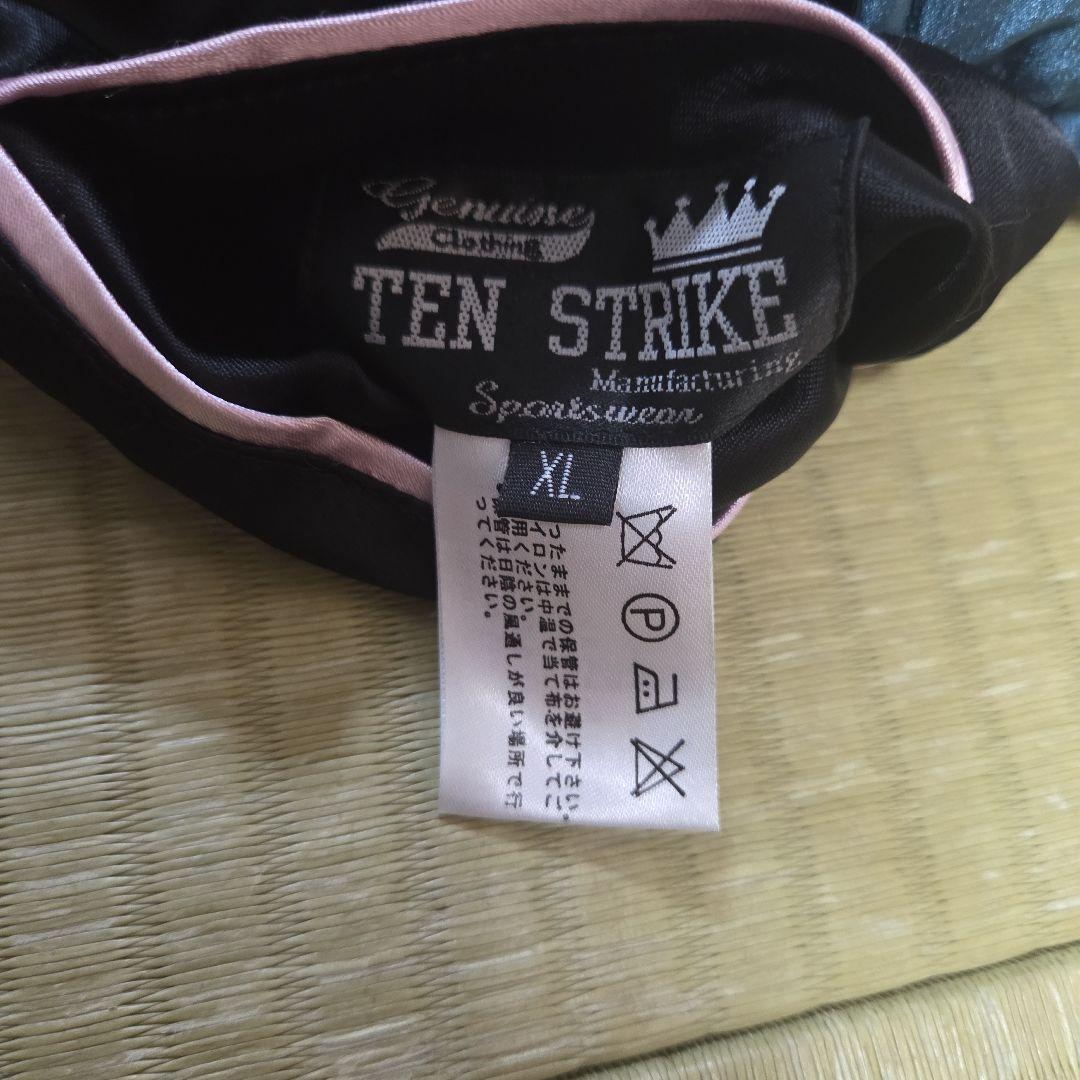 Genuine
Clothing
TEN STRIKE
Manufacturing
Sportswear
XL
P
ったままでの保管はお避け下さい。
イロンは中温で当て布を介してご
用ください。
管は日陰の風通しが良い場所で行
ってください。